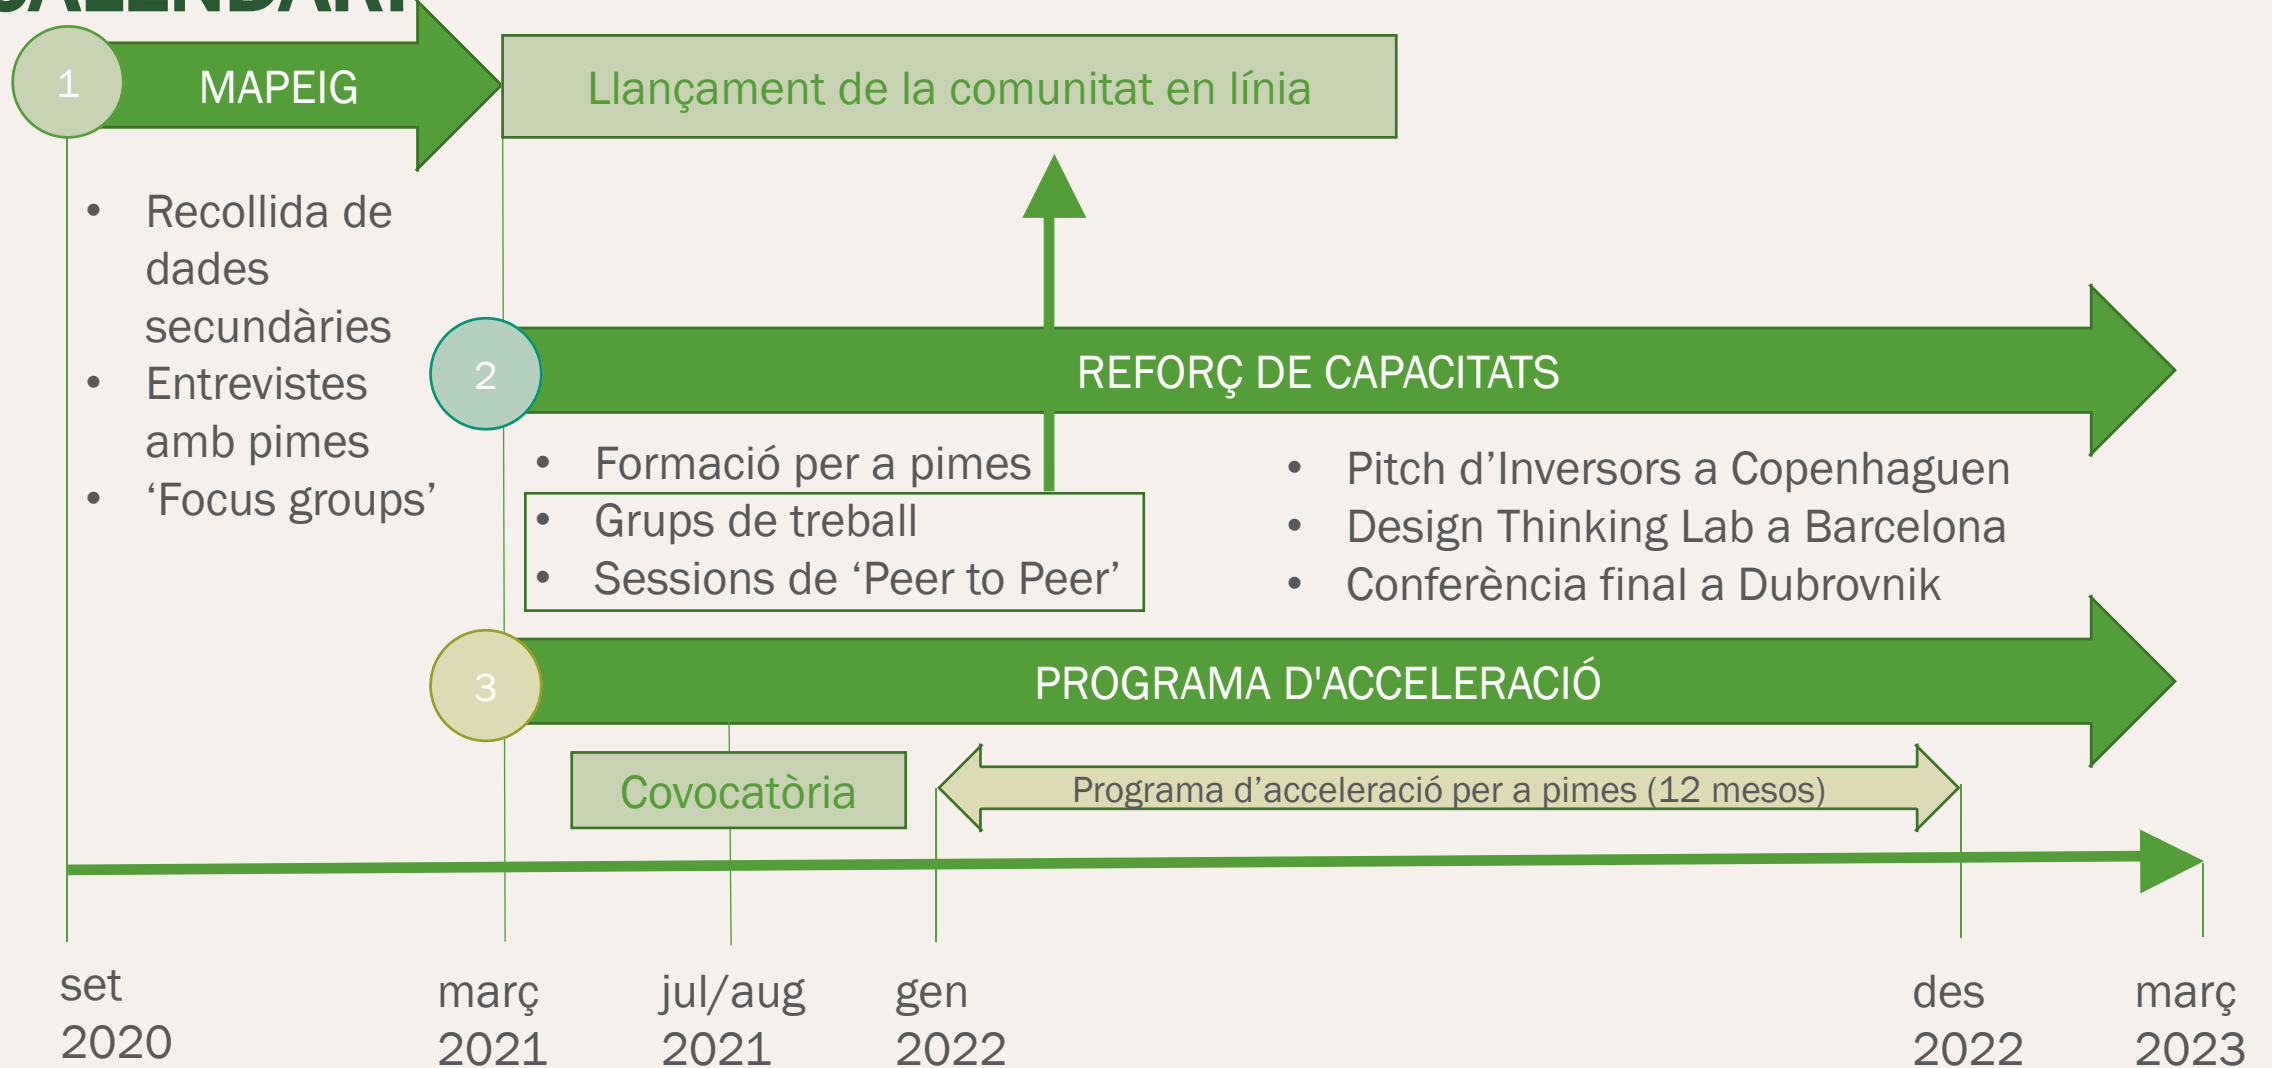 CALENDARI
1
MAPEIG
Llançament de la comunitat en línia
• Recollida de
dades
secundàries
• Entrevistes
amb pimes
• ‘Focus groups’
2
REFORÇ DE CAPACITATS
• Formació per a pimes
• Grups de treball
• Sessions de ‘Peer to Peer’
• Pitch d’Inversors a Copenhaguen
• Design Thinking Lab a Barcelona
• Conferència final a Dubrovnik
3
PROGRAMA D'ACCELERACIÓ
Covocatòria
Programa d’acceleració per a pimes (12 mesos)
set
2020
març
2021
jul/aug
2021
gen
2022
des
2022
març
2023